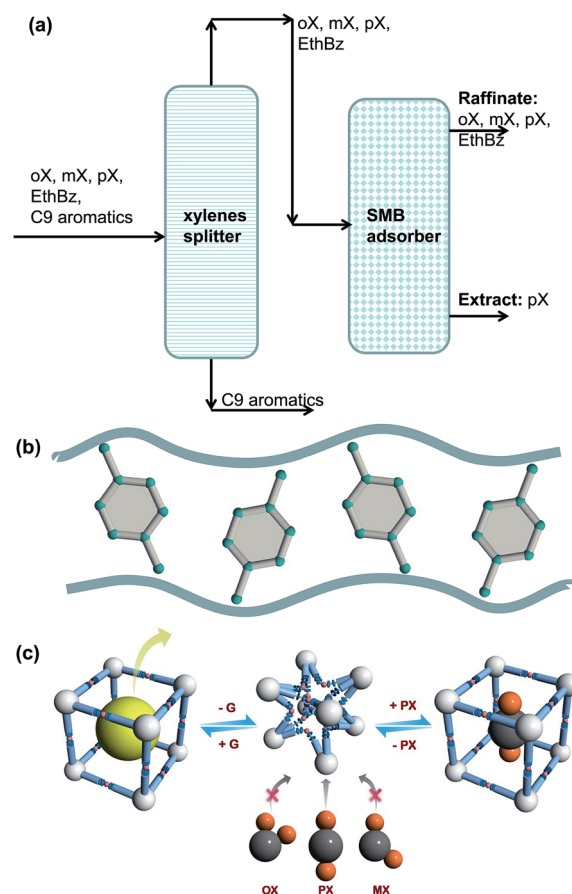 (a)
oX, mX, pX,
EthBz
oX, mX, pX,
EthBz,
C9 aromatics
xylenes
splitter
SMB
adsorber
Raffinate:
oX, mX, pX,
EthBz
Extract: pX
C9 aromatics
(b)
(c)
- G
+ G
+ PX
- PX
OX
PX
MX